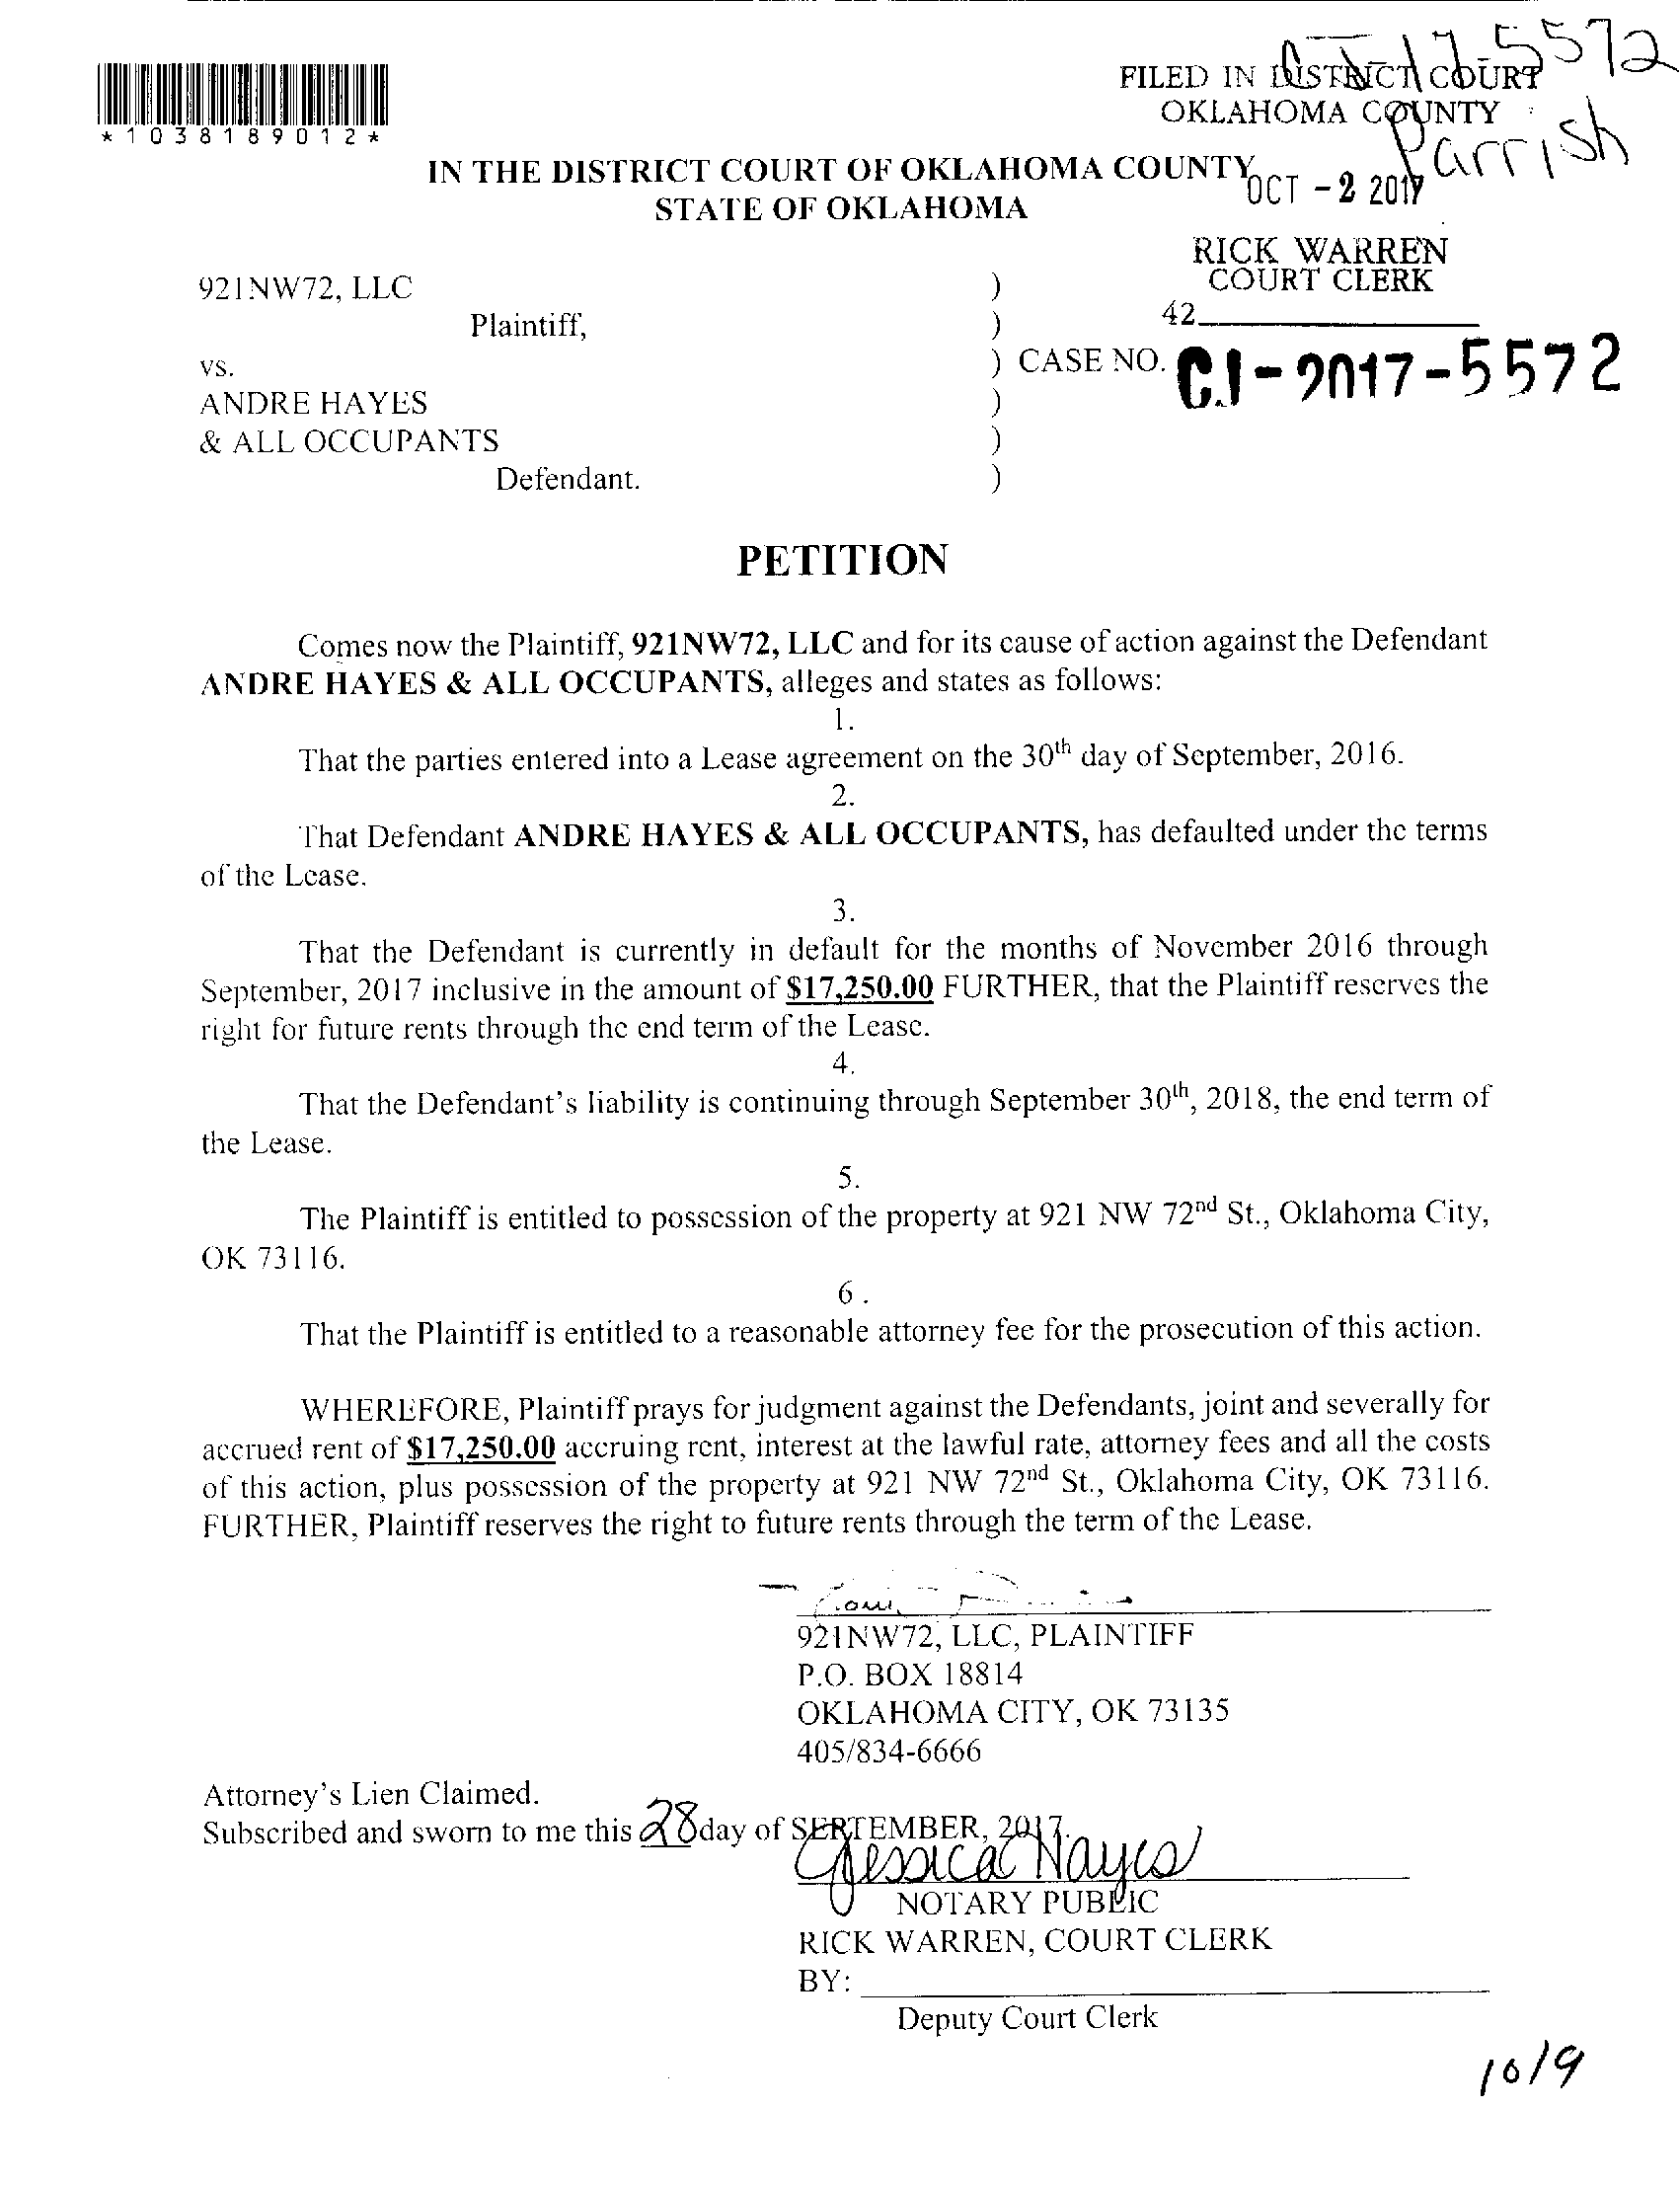 CJ 17-5572
FILED IN DISTRICT COURT
OKLAHOMA COUNTY
Parrish
*1038189012*
IN THE DISTRICT COURT OF OKLAHOMA COUNTY
STATE OF OKLAHOMA
OCT -2 2017
RICK WARREN
COURT CLERK
42
921NW72, LLC )
Plaintiff, )
vs. ) CASE NO. CJ-2017-5572
ANDRE HAYES )
& ALL OCCUPANTS )
Defendant. )
PETITION
Comes now the Plaintiff, 921NW72, LLC and for its cause of action against the Defendant
ANDRE HAYES & ALL OCCUPANTS, alleges and states as follows:
1.
That the parties entered into a Lease agreement on the 30th day of September, 2016.
2.
That Defendant ANDRE HAYES & ALL OCCUPANTS, has defaulted under the terms
of the Lease.
3.
That the Defendant is currently in default for the months of November 2016 through
September, 2017 inclusive in the amount of $17,250.00 FURTHER, that the Plaintiff reserves the
right for future rents through the end term of the Lease.
4.
That the Defendant's liability is continuing through September 30th, 2018, the end term of
the Lease.
5.
The Plaintiff is entitled to possession of the property at 921 NW 72nd St., Oklahoma City,
OK 73116.
6 .
That the Plaintiff is entitled to a reasonable attorney fee for the prosecution of this action.
WHEREFORE, Plaintiff prays for judgment against the Defendants, joint and severally for
accrued rent of $17,250.00 accruing rent, interest at the lawful rate, attorney fees and all the costs
of this action, plus possession of the property at 921 NW 72nd St., Oklahoma City, OK 73116.
FURTHER, Plaintiff reserves the right to future rents through the term of the Lease.
921NW72, LLC, PLAINTIFF
P.O. BOX 18814
OKLAHOMA CITY, OK 73135
405/834-6666
Attorney's Lien Claimed.
Subscribed and sworn to me this 28 day of SEPTEMBER, 2017.
Jessica Hayes
NOTARY PUBLIC
RICK WARREN, COURT CLERK
BY:
Deputy Court Clerk
10/9